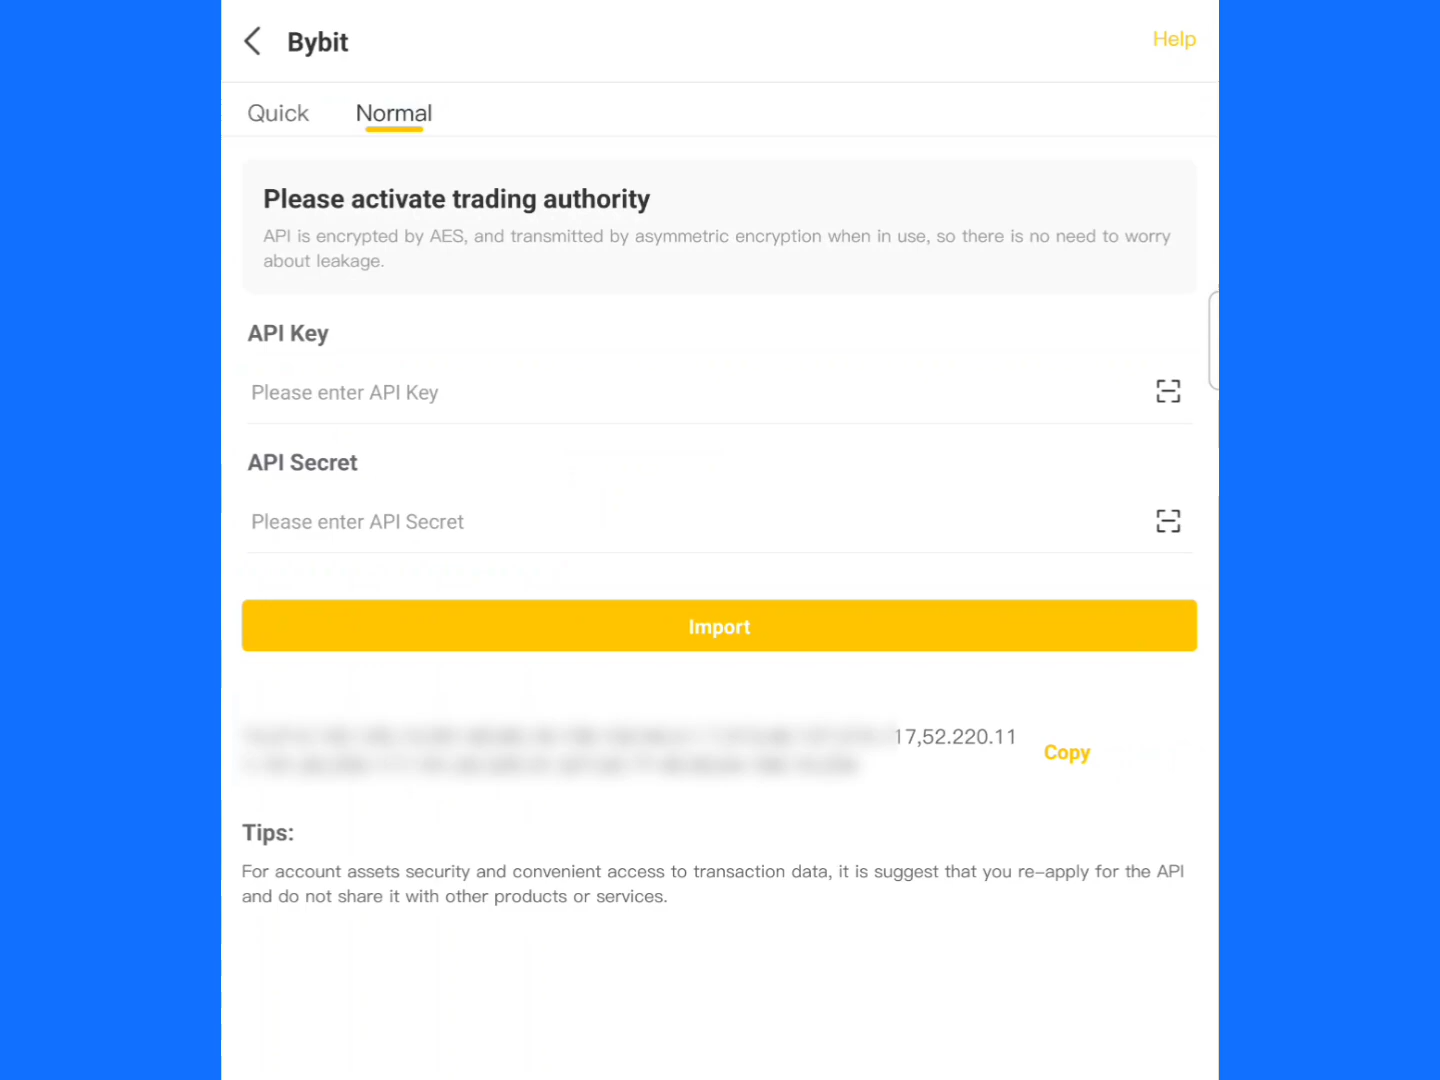 Bybit
Help
Quick
Normal
Please activate trading authority
API is encrypted by AES, and transmitted by asymmetric encryption when in use, so there is no need to worry
about leakage.
API Key
Please enter API Key
API Secret
Please enter API Secret
Import
17,52.220.11
Copy
Tips:
For account assets security and convenient access to transaction data, it is suggest that you re-apply for the API
and do not share it with other products or services.